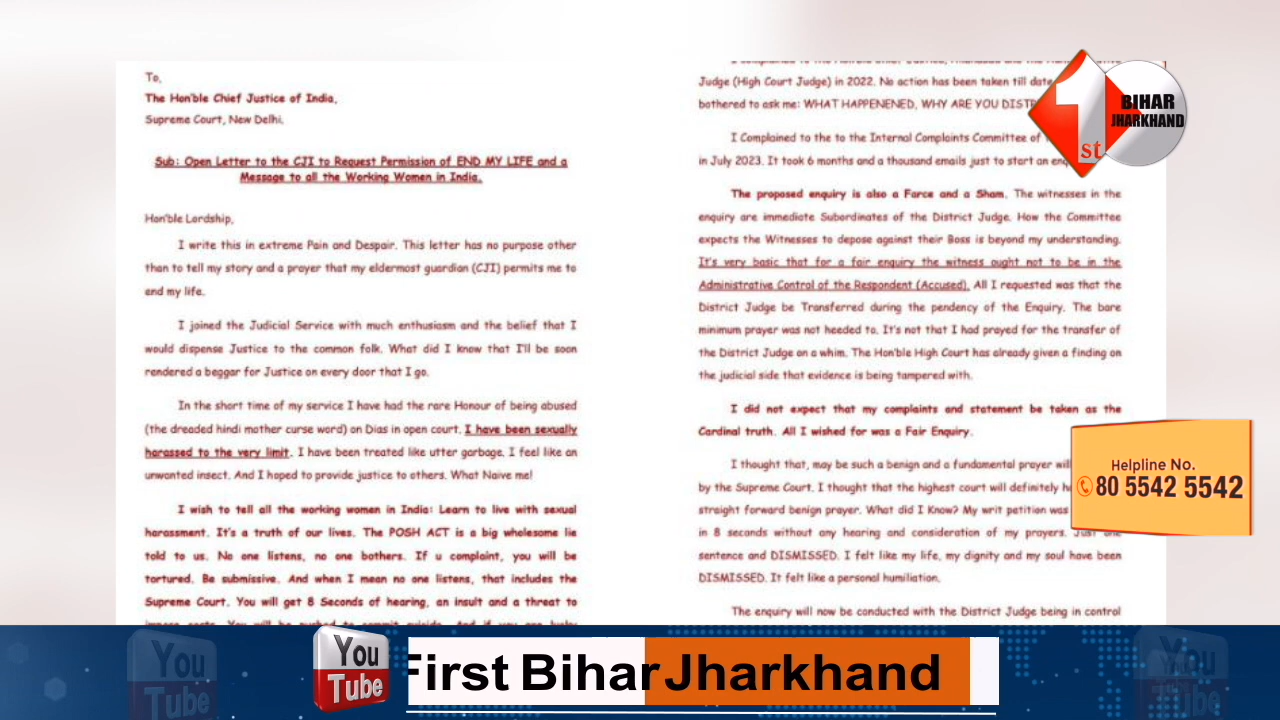 To,
The Hon'ble Chief Justice of India,
Supreme Court, New Delhi.
Sub: Open Letter to the CJI to Request Permission of END MY LIFE and a
Message to all the Working Women in India.
Hon'ble Lordship,
I write this in extreme Pain and Despair. This letter has no purpose other
than to tell my story and a prayer that my eldermost guardian (CJI) permits me to
end my life.
I joined the Judicial Service with much enthusiasm and the belief that I
would dispense Justice to the common folk. What did I know that I'll be soon
rendered a beggar for Justice on every door that I go.
In the short time of my service I have had the rare Honour of being abused
(the dreaded hindi mother curse word) on Dias in open court. I have been sexually
harassed to the very limit. I have been treated like utter garbage. I feel like an
unwanted insect. And I hoped to provide justice to others. What Naive me!
I wish to tell all the working women in India: Learn to live with sexual
harassment. It's a truth of our lives. The POSH ACT is a big wholesome lie
told to us. No one listens, no one bothers. If u complaint, you will be
tortured. Be submissive. And when I mean no one listens, that includes the
Supreme Court. You will get 8 Seconds of hearing, an insult and a threat to
Judge (High Court Judge) in 2022. No action has been taken till date
bothered to ask me: WHAT HAPPENENED, WHY ARE YOU
I Complained to the to the Internal Complaints Committee of
in July 2023. It took 6 months and a thousand emails just to start an
The proposed enquiry is also a Farce and a Sham. The witnesses in the
enquiry are immediate Subordinates of the District Judge. How the Committee
expects the Witnesses to depose against their Boss is beyond my understanding.
It's very basic that for a fair enquiry the witness ought not to be in the
Administrative Control of the Respondent (Accused). All I requested was that the
District Judge be Transferred during the pendency of the Enquiry. The bare
minimum prayer was not heeded to. It's not that I had prayed for the transfer of
the District Judge on a whim. The Hon'ble High Court has already given a finding on
the judicial side that evidence is being tampered with.
I did not expect that my complaints and statement be taken as the
Cardinal truth. All I wished for was a Fair Enquiry.
I thought that, may be such a benign and a fundamental prayer will
by the Supreme Court. I thought that the highest court will definitely
straight forward benign prayer. What did I Know? My writ petition was
in 8 seconds without any hearing and consideration of my prayers. Just one
sentence and DISMISSED. I felt like my life, my dignity and my soul have been
DISMISSED. It felt like a personal humiliation.
The enquiry will now be conducted with the District Judge being in control
1st
BIHAR
JHARKHAND
Helpline No.
80 5542 5542
You Tube
You Tube
First Bihar Jharkhand
You Tube